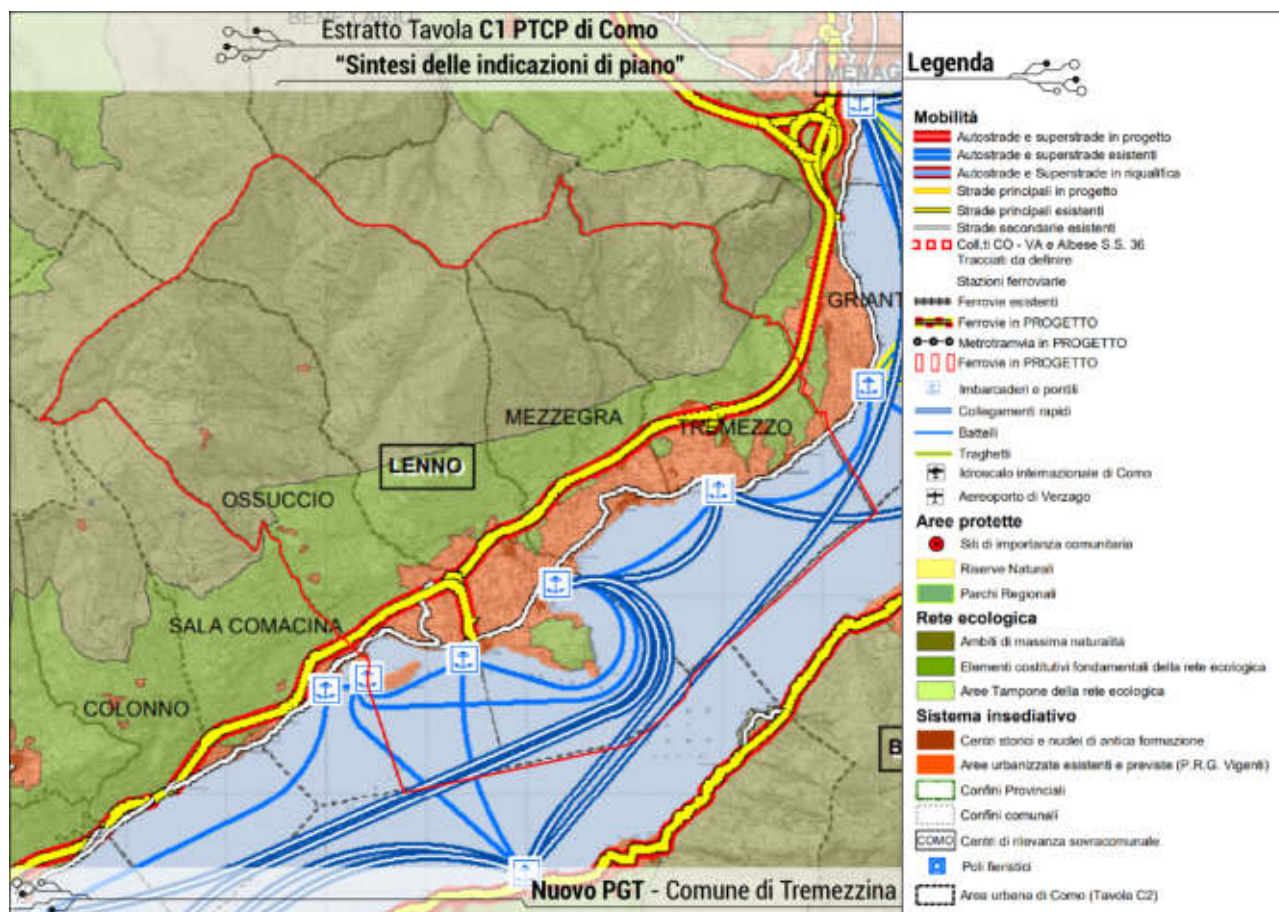 Estratto Tavola C1 PTCP di Como
"Sintesi delle indicazioni di piano"
Legenda
Mobilità
Autostrade e superstrade in progetto
Autostrade e superstrade esistenti
Autostrade e Superstrade in riqualifica
Strade principali in progetto
Strade principali esistenti
Strade secondarie esistenti
Coll.ti CO - VA e Albese S.S. 36
Tracciati da definire
Stazioni ferroviarie
Ferrovie esistenti
Ferrovie in PROGETTO
Metrotramvia in PROGETTO
Ferrovie in PROGETTO
Imbarcaderi e pontili
Collegamenti rapidi
Battelli
Traghetti
Idroscalo internazionale di Como
Aereoporto di Verzago
Aree protette
Siti di importanza comunitaria
Riserve Naturali
Parchi Regionali
Rete ecologica
Ambiti di massima naturalità
Elementi costitutivi fondamentali della rete ecologica
Aree Tampone della rete ecologica
Sistema insediativo
Centri storici e nuclei di antica formazione
Aree urbanizzate esistenti e previste (P.R.G. Vigenti)
Confini Provinciali
Confini comunali
COMO Centri di rilevanza sovracomunale
Poli fieristici
Area urbana di Como (Tavola C2)
MENAG
GRIANT
MEZZEGRA
TREMEZZO
LENNO
OSSUCCIO
SALA COMACINA
COLONNO
B
Nuovo PGT - Comune di Tremezzina